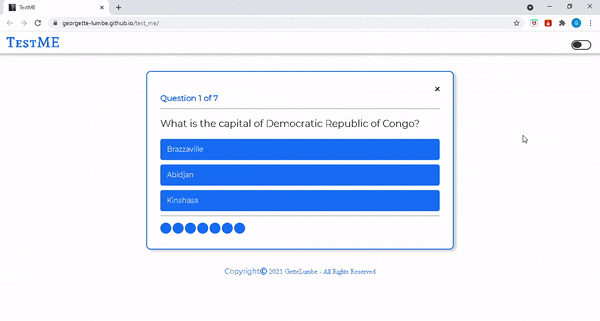 TestME
georgette-lumbe.github.io/test_me/
G
TESTME
Question 1 of 7
What is the capital of Democratic Republic of Congo?
Brazzaville
Abidjan
Kinshasa
Copyright© 2021 GetteLumbe - All Rights Reserved